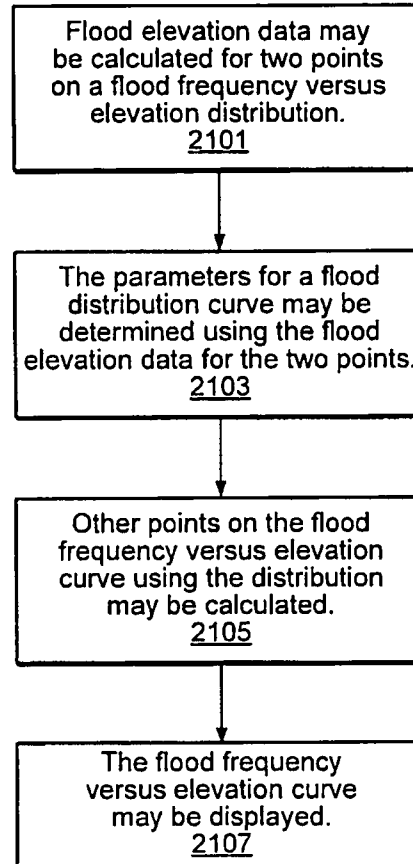 Flood elevation data may
be calculated for two points
on a flood frequency versus
elevation distribution.
2101
The parameters for a flood
distribution curve may be
determined using the flood
elevation data for the two points.
2103
Other points on the flood
frequency versus elevation
curve using the distribution
may be calculated.
2105
The flood frequency
versus elevation curve
may be displayed.
2107